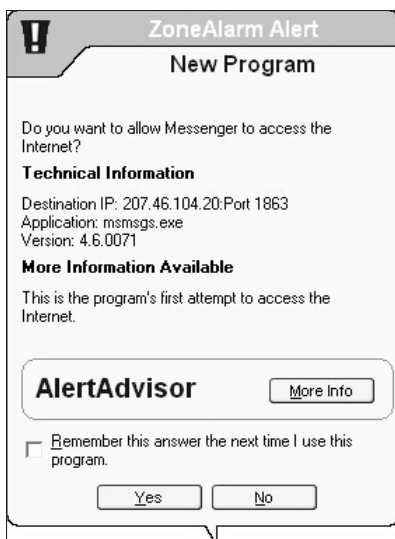 ZoneAlarm Alert
New Program
Do you want to allow Messenger to access the
Internet?
Technical Information
Destination IP: 207.46.104.20:Port 1863
Application: msmsgs.exe
Version: 4.6.0071
More Information Available
This is the program's first attempt to access the
Internet.
AlertAdvisor
More Info
Remember this answer the next time I use this
program.
Yes
No